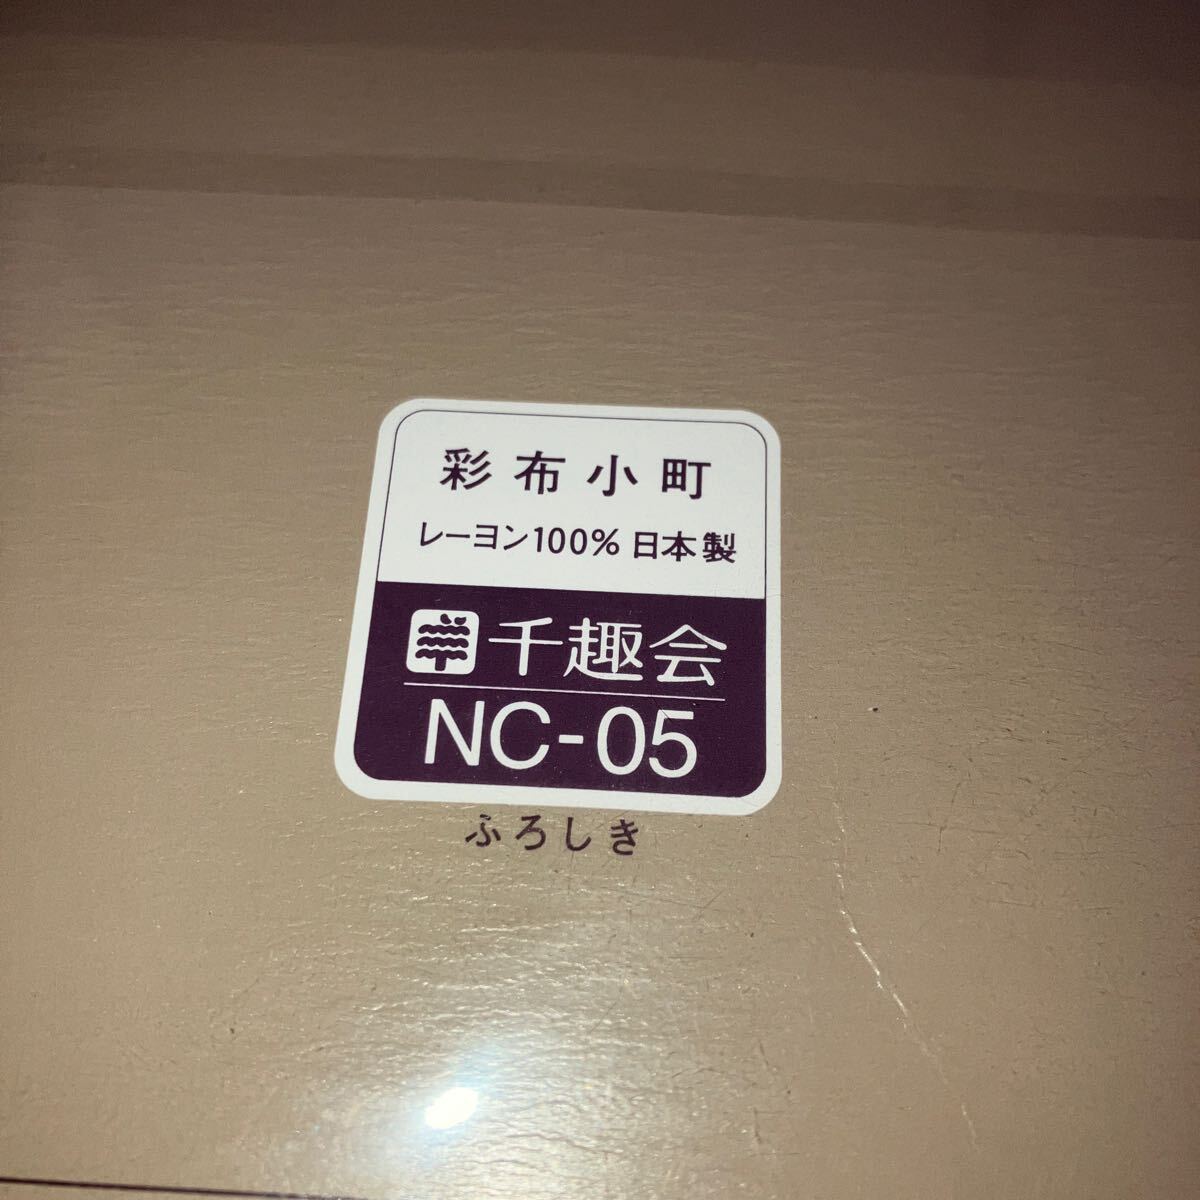 彩布小町
レーヨン100% 日本製
千趣会
NC-05
ふろしき